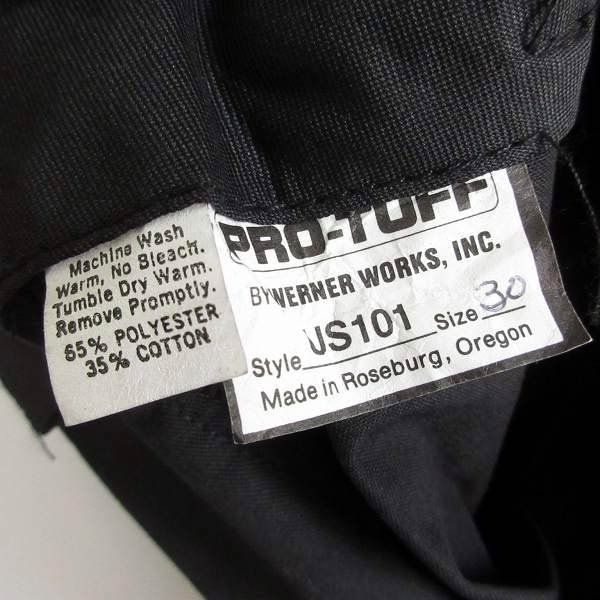 Machine Wash
Warm, No Bleach.
Tumble Dry Warm.
Remove Promptly.
65% POLYESTER
35% COTTON
PRO-TUFF
BY WERNER WORKS, INC.
Style US101 Size 30
Made in Roseburg, Oregon